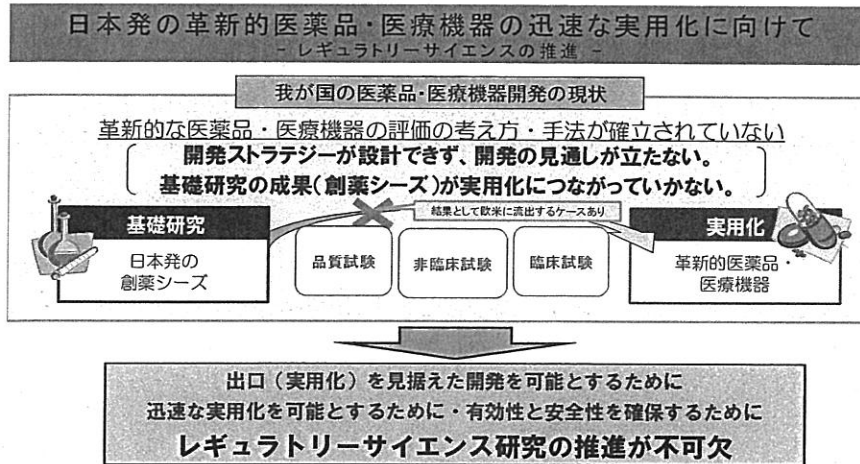 日本発の革新的医薬品・医療機器の迅速な実用化に向けて
- レギュラトリーサイエンスの推進 -
我が国の医薬品・医療機器開発の現状
革新的な医薬品・医療機器の評価の考え方・手法が確立されていない
開発ストラテジーが設計できず、開発の見通しが立たない。
基礎研究の成果(創薬シーズ)が実用化につながっていかない。
結果として欧米に流出するケースあり
基礎研究
日本発の
創薬シーズ
品質試験
非臨床試験
臨床試験
実用化
革新的医薬品・
医療機器
出口（実用化）を見据えた開発を可能とするために
迅速な実用化を可能とするために・有効性と安全性を確保するために
レギュラトリーサイエンス研究の推進が不可欠